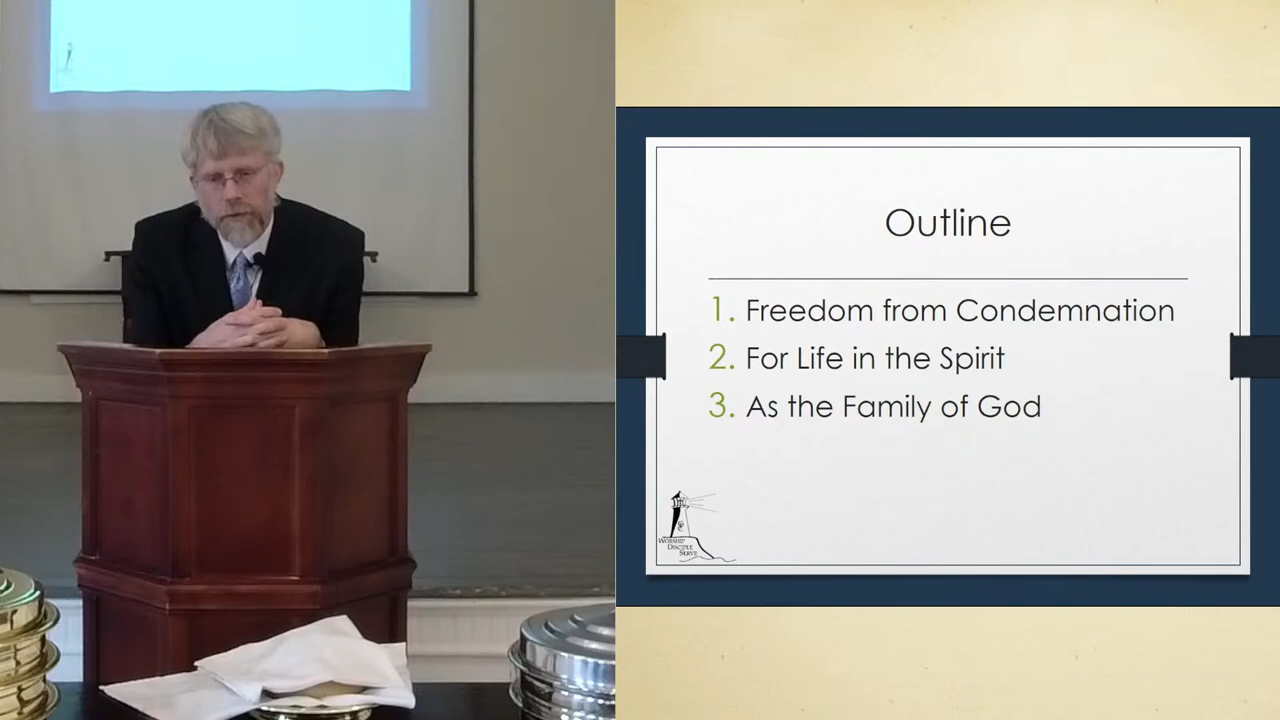 Outline
1. Freedom from Condemnation
2. For Life in the Spirit
3. As the Family of God
Worship
Disciple
Serve